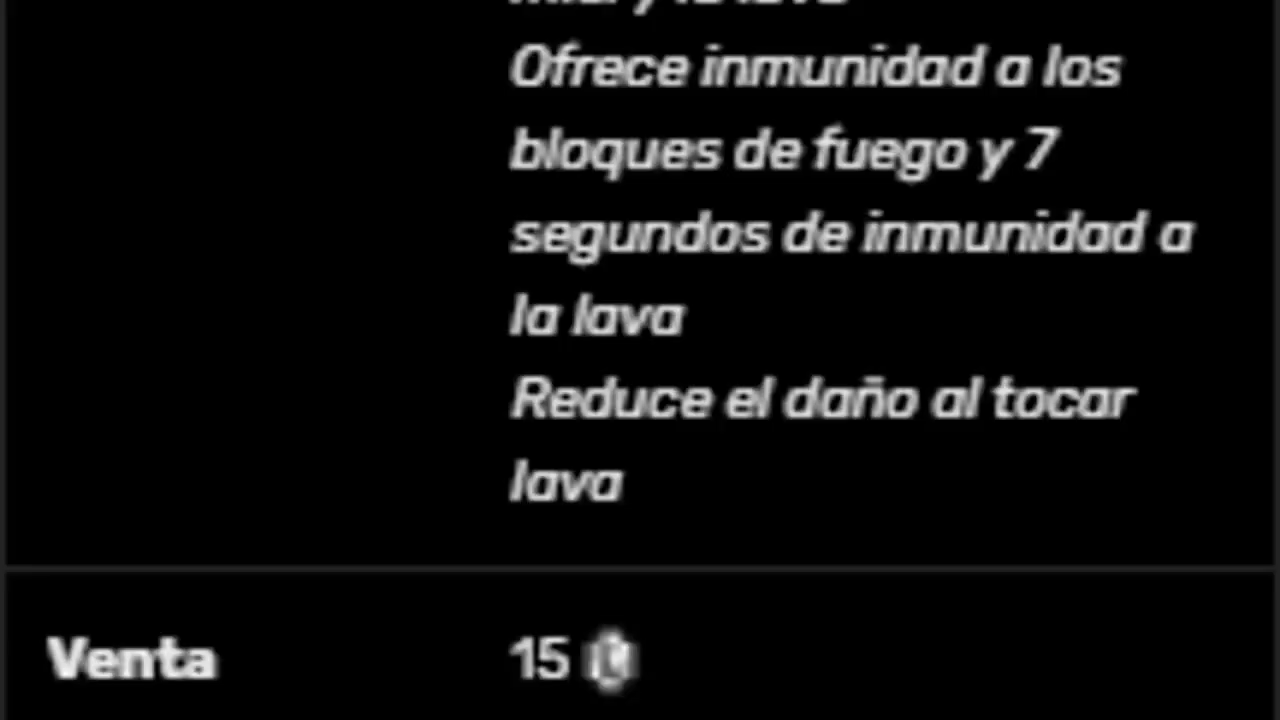 Ofrece inmunidad a los
bloques de fuego y 7
segundos de inmunidad a
la lava
Reduce el daño al tocar
lava
Venta 15